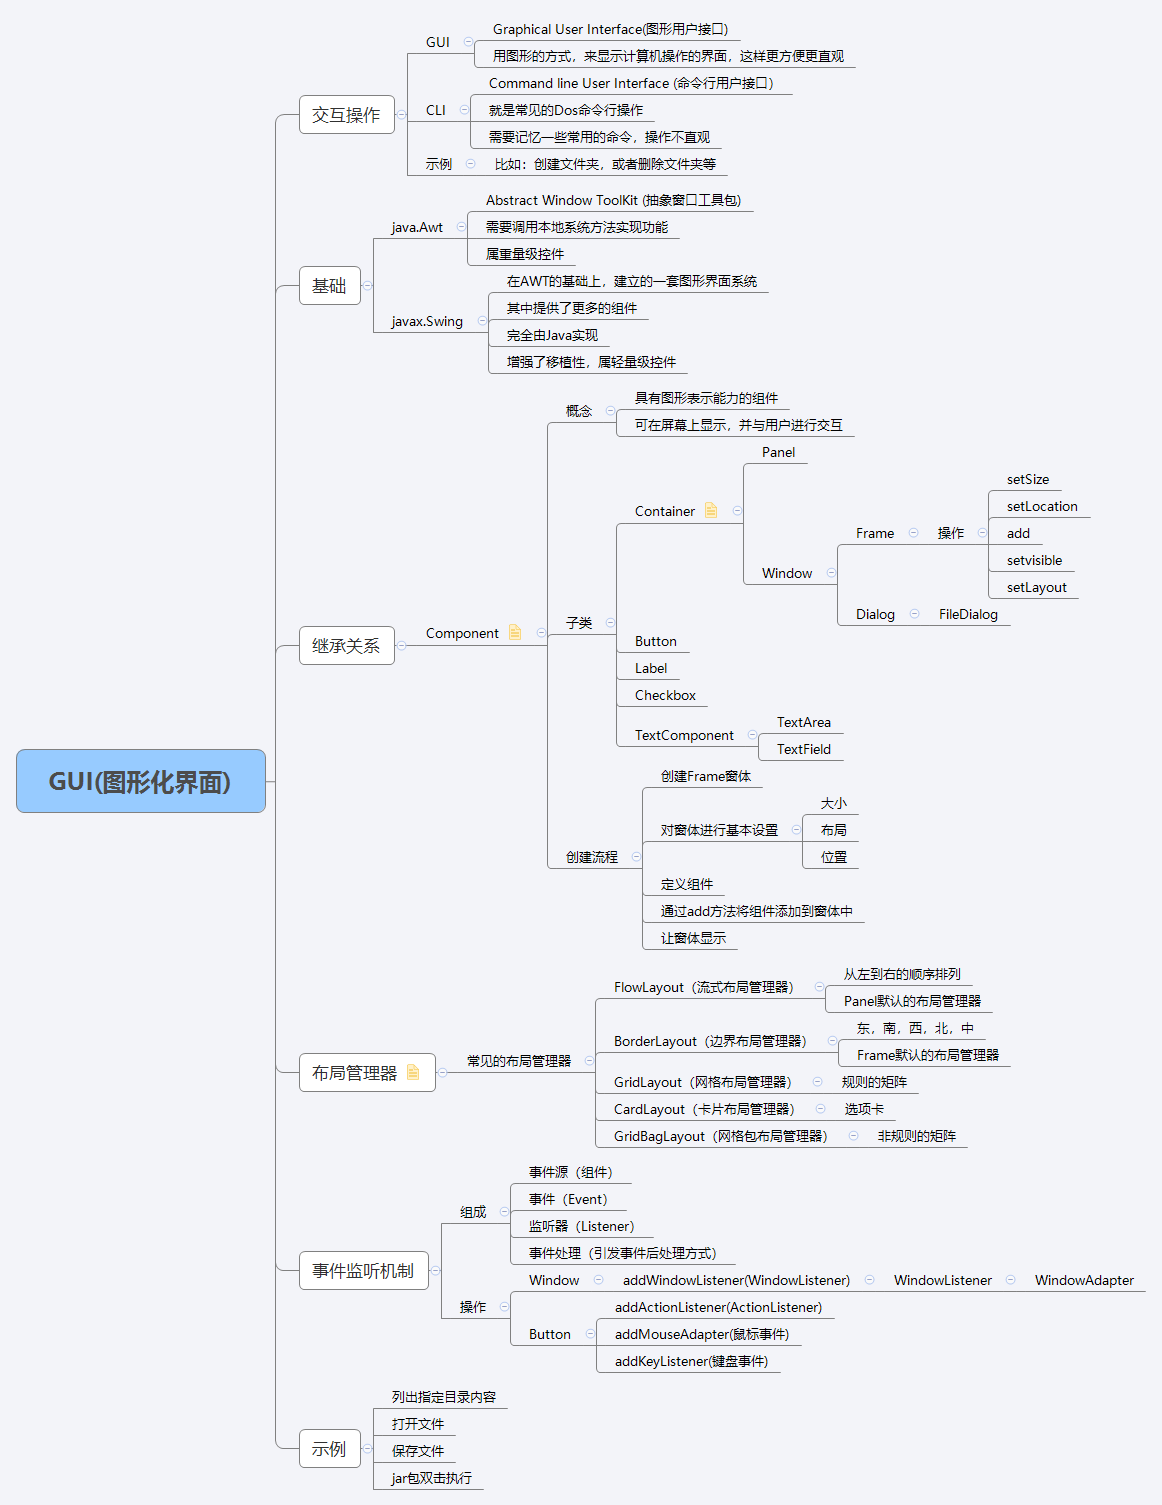 GUI(图形化界面)
交互操作
GUI
Graphical User Interface(图形用户接口)
用图形的方式，来显示计算机操作的界面，这样更方便更直观
CLI
Command line User Interface (命令行用户接口)
就是常见的Dos命令行操作
需要记忆一些常用的命令，操作不直观
示例
比如：创建文件夹，或者删除文件夹等
基础
java.Awt
Abstract Window ToolKit (抽象窗口工具包)
需要调用本地系统方法实现功能
属重量级控件
javax.Swing
在AWT的基础上，建立的一套图形界面系统
其中提供了更多的组件
完全由Java实现
增强了移植性，属轻量级控件
继承关系
Component
概念
具有图形表示能力的组件
可在屏幕上显示，并与用户进行交互
子类
Container
Panel
Window
Frame
操作
setSize
setLocation
add
setvisible
setLayout
Dialog
FileDialog
Button
Label
Checkbox
TextComponent
TextArea
TextField
创建流程
创建Frame窗体
对窗体进行基本设置
大小
布局
位置
定义组件
通过add方法将组件添加到窗体中
让窗体显示
布局管理器
常见的布局管理器
FlowLayout（流式布局管理器）
从左到右的顺序排列
Panel默认的布局管理器
BorderLayout（边界布局管理器）
东，南，西，北，中
Frame默认的布局管理器
GridLayout（网格布局管理器）
规则的矩阵
CardLayout（卡片布局管理器）
选项卡
GridBagLayout（网格包布局管理器）
非规则的矩阵
事件监听机制
组成
事件源（组件）
事件（Event）
监听器（Listener）
事件处理（引发事件后处理方式）
操作
Window
addWindowListener(WindowListener)
WindowListener
WindowAdapter
Button
addActionListener(ActionListener)
addMouseAdapter(鼠标事件)
addKeyListener(键盘事件)
示例
列出指定目录内容
打开文件
保存文件
jar包双击执行